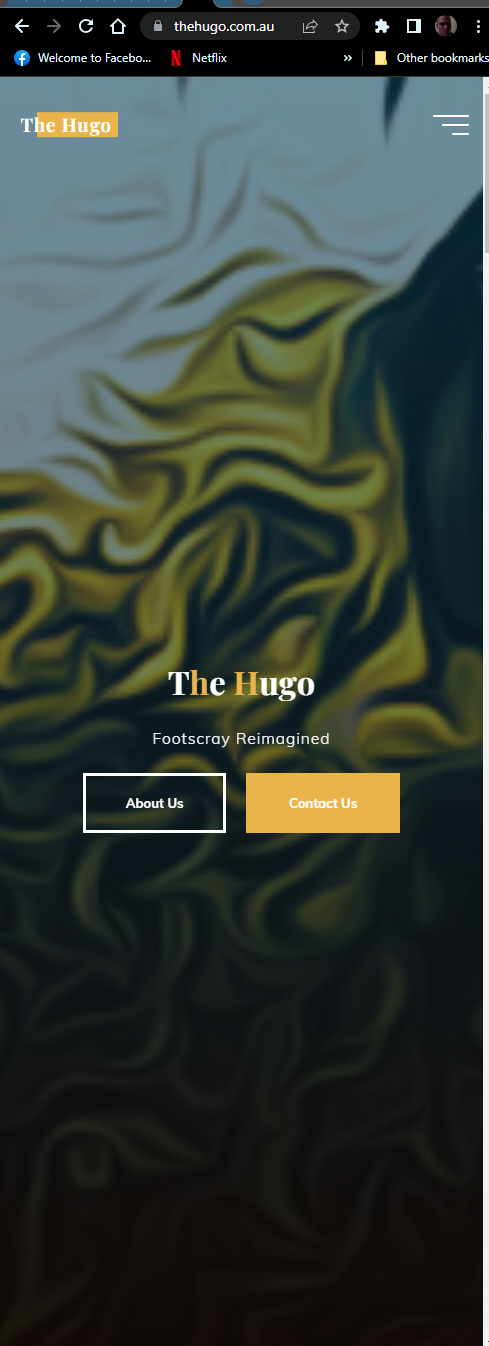 thehugo.com.au
Welcome to Facebo...
Netflix
»
Other bookmarks
The Hugo
The Hugo
Footscray Reimagined
About Us
Contact Us